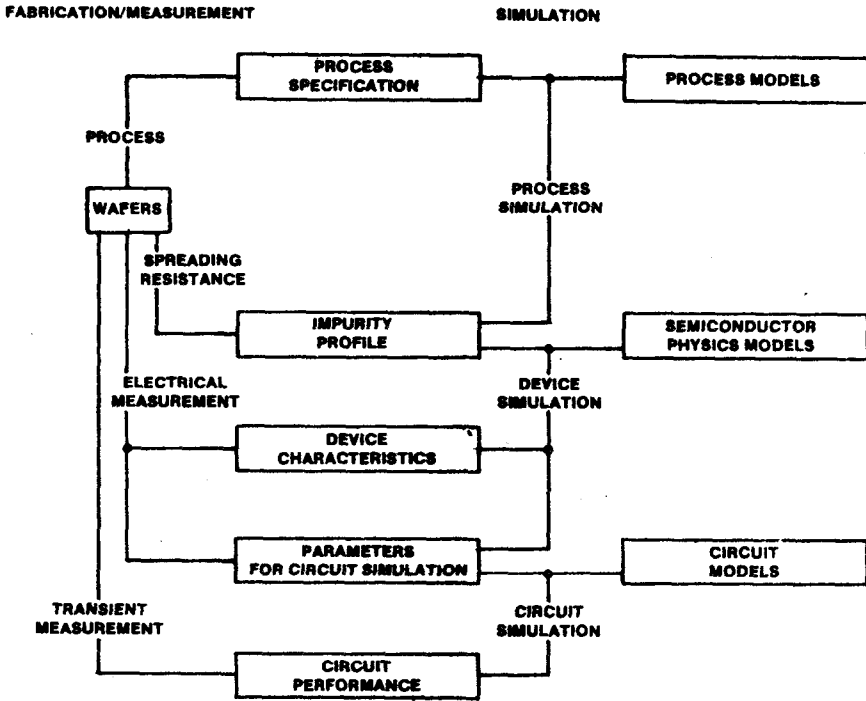 FABRICATION/MEASUREMENT
SIMULATION
PROCESS
SPECIFICATION
PROCESS MODELS
PROCESS
WAFERS
PROCESS
SIMULATION
SPREADING
RESISTANCE
IMPURITY
PROFILE
SEMICONDUCTOR
PHYSICS MODELS
ELECTRICAL
MEASUREMENT
DEVICE
SIMULATION
DEVICE
CHARACTERISTICS
PARAMETERS
FOR CIRCUIT SIMULATION
CIRCUIT
MODELS
TRANSIENT
MEASUREMENT
CIRCUIT
SIMULATION
CIRCUIT
PERFORMANCE